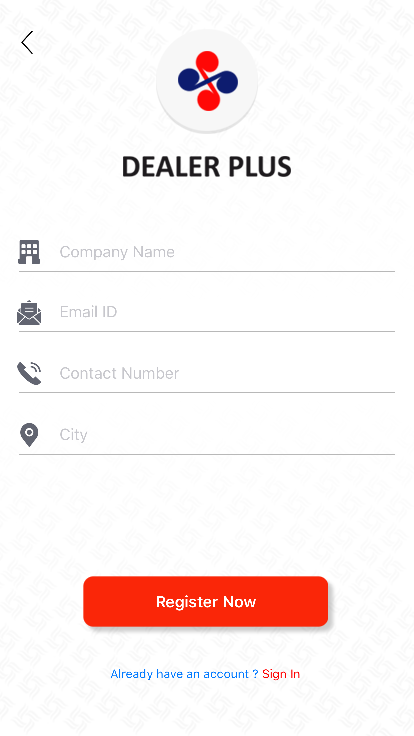 DEALER PLUS
Company Name
Email ID
Contact Number
City
Register Now
Already have an account ? Sign In